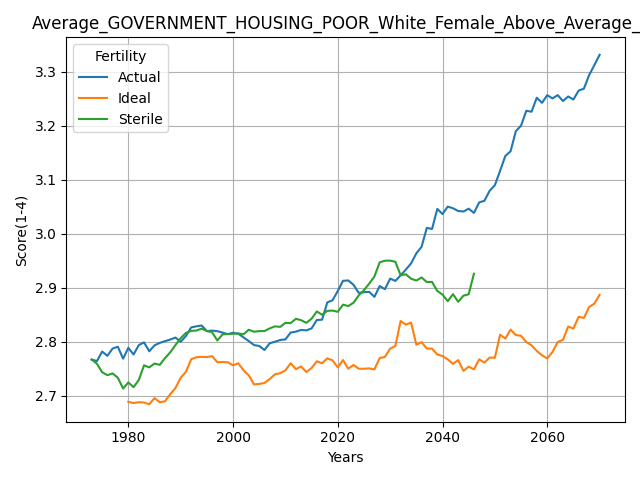 Average_GOVERNMENT_HOUSING_POOR_White_Female_Above_Average_
Fertility
Actual
Ideal
Sterile
Score(1-4)
3.3
3.2
3.1
3.0
2.9
2.8
2.7
1980 2000 2020 2040 2060
Years